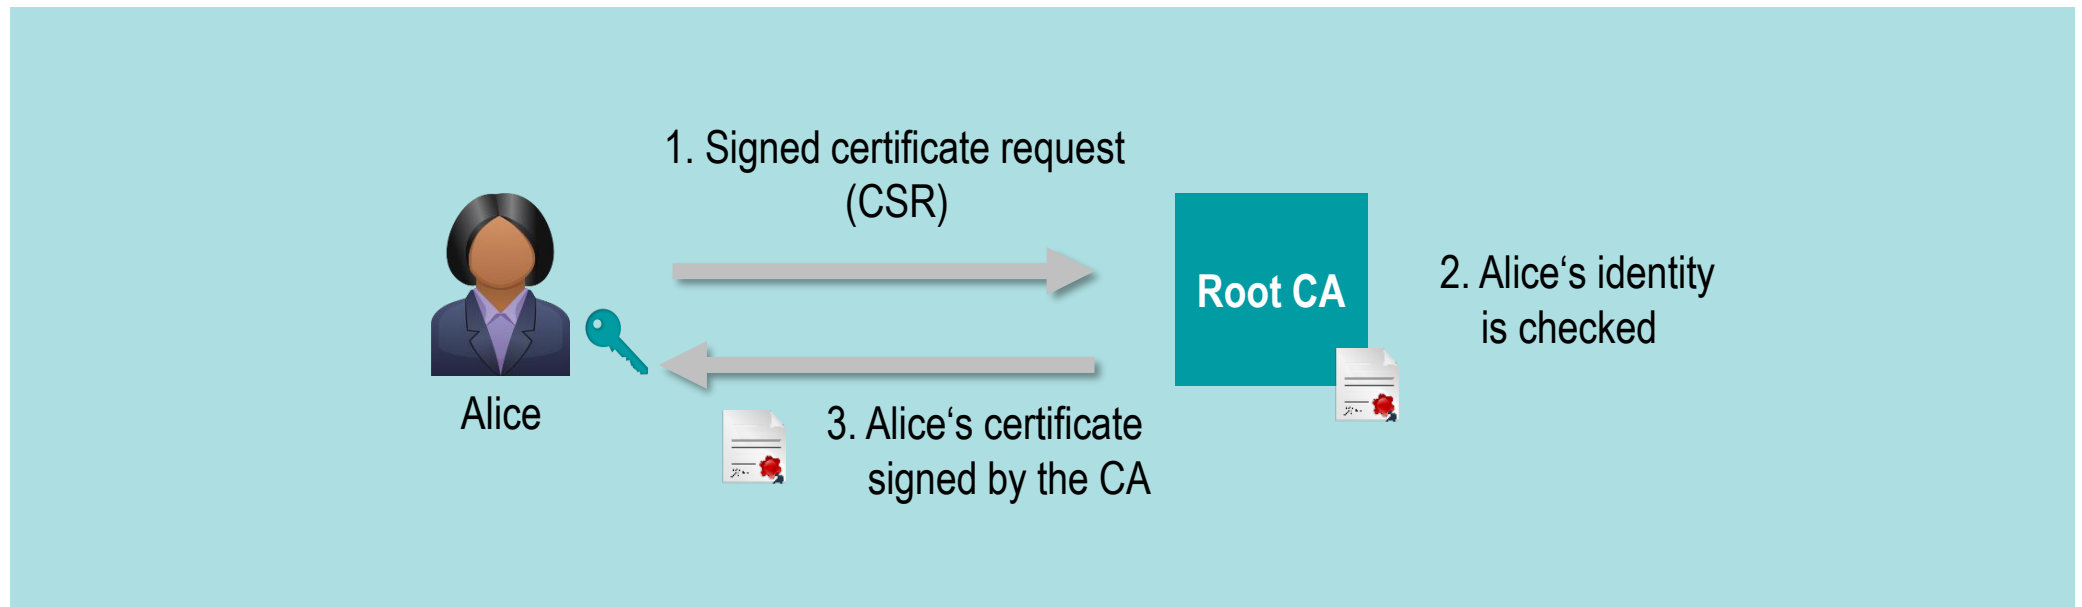 1. Signed certificate request
(CSR)
Root CA
2. Alice‘s identity
is checked
Alice
3. Alice‘s certificate
signed by the CA